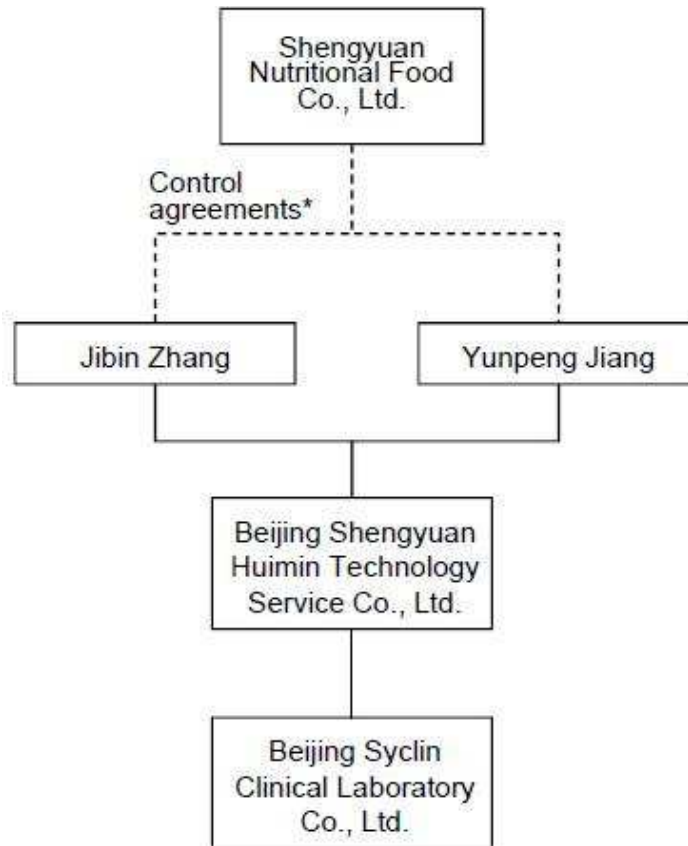 Shengyuan
Nutritional Food
Co., Ltd.
Control
agreements*
Jibin Zhang
Yunpeng Jiang
Beijing Shengyuan
Huimin Technology
Service Co., Ltd.
Beijing Syclin
Clinical Laboratory
Co., Ltd.